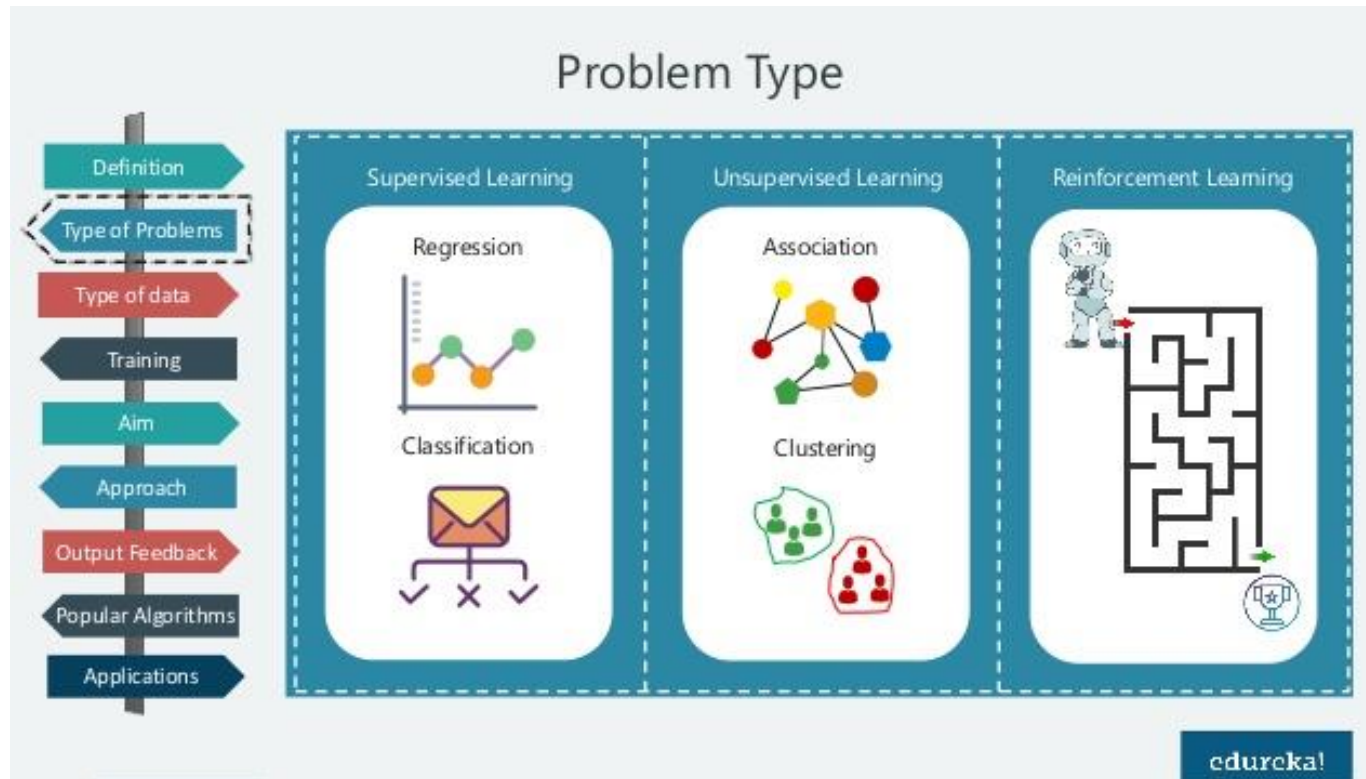 Problem Type
Definition
Type of Problems
Type of data
Training
Aim
Approach
Output Feedback
Popular Algorithms
Applications
Supervised Learning
Regression
Classification
Unsupervised Learning
Association
Clustering
Reinforcement Learning
edureka!